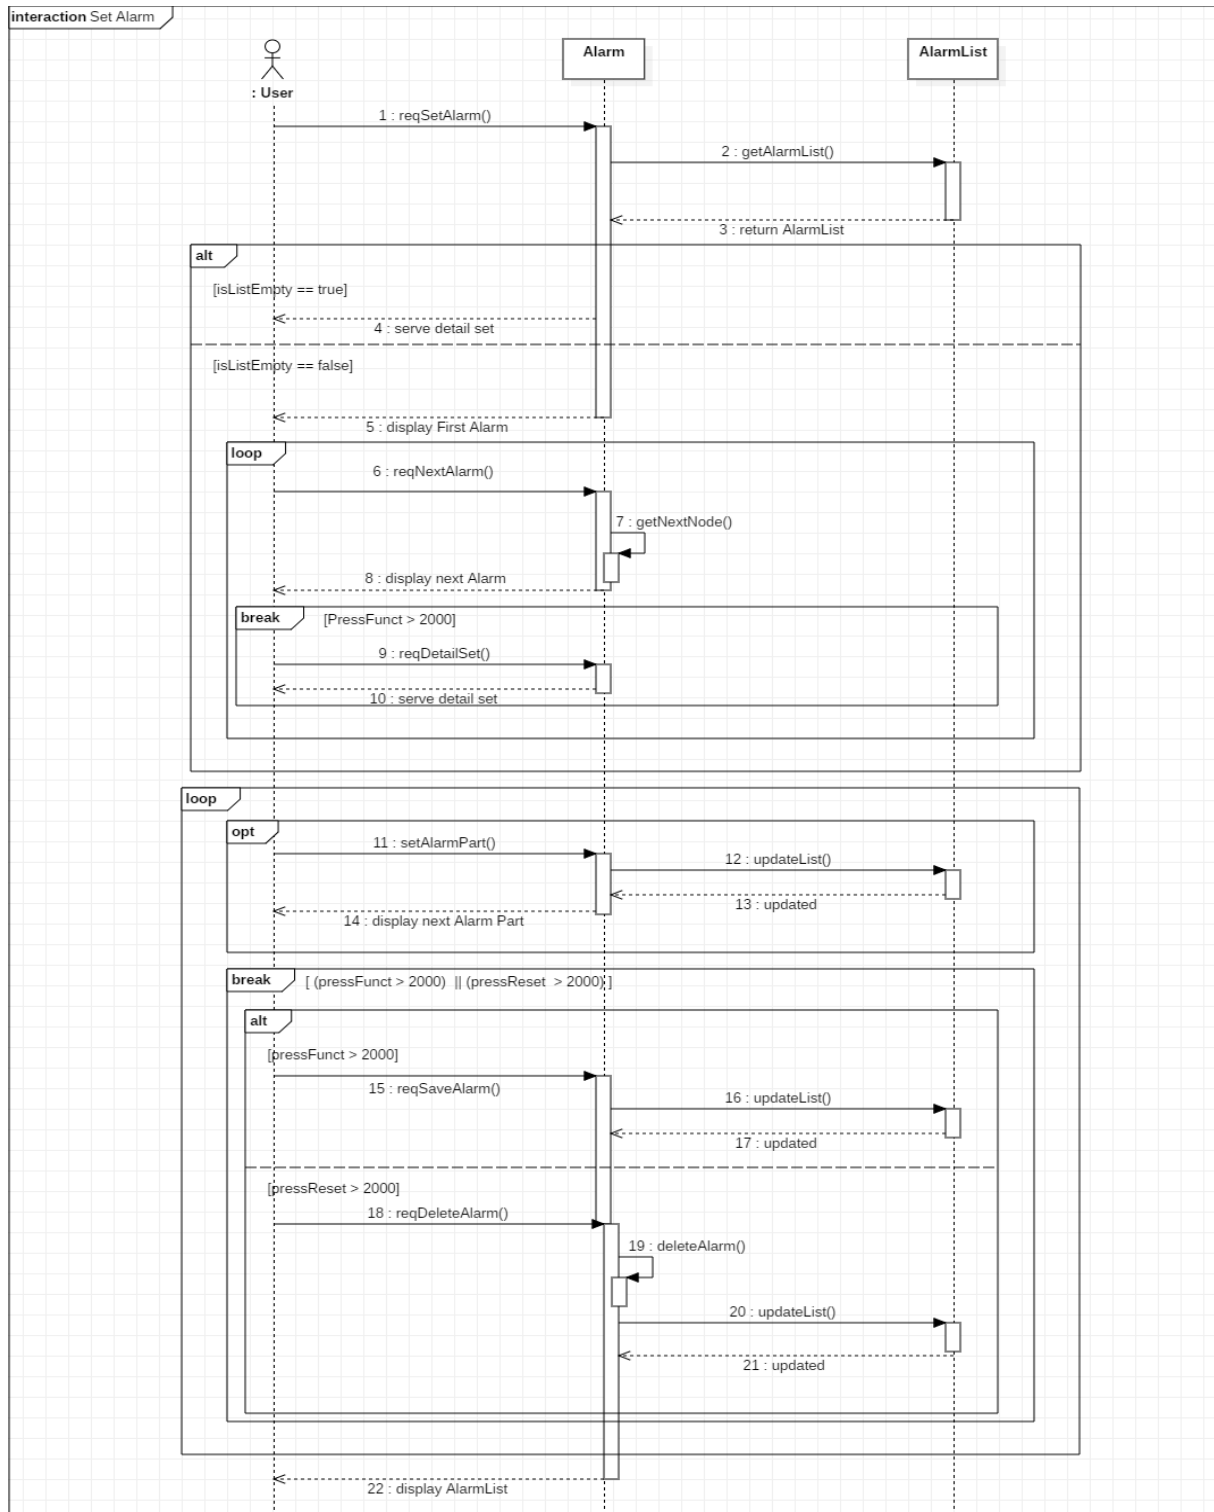 interaction Set Alarm
Alarm
AlarmList
: User
1 : reqSetAlarm()
2 : getAlarmList()
3 : return AlarmList
alt
[isListEmpty == true]
4 : serve detail set
[isListEmpty == false]
5 : display First Alarm
loop
6 : reqNextAlarm()
7 : getNextNode()
8 : display next Alarm
break [PressFunct > 2000]
9 : reqDetailSet()
10 : serve detail set
loop
opt
11 : setAlarmPart()
12 : updateList()
13 : updated
14 : display next Alarm Part
break [ (pressFunct > 2000)  || (pressReset  > 2000) ]
alt
[pressFunct > 2000]
15 : reqSaveAlarm()
16 : updateList()
17 : updated
[pressReset > 2000]
18 : reqDeleteAlarm()
19 : deleteAlarm()
20 : updateList()
21 : updated
22 : display AlarmList